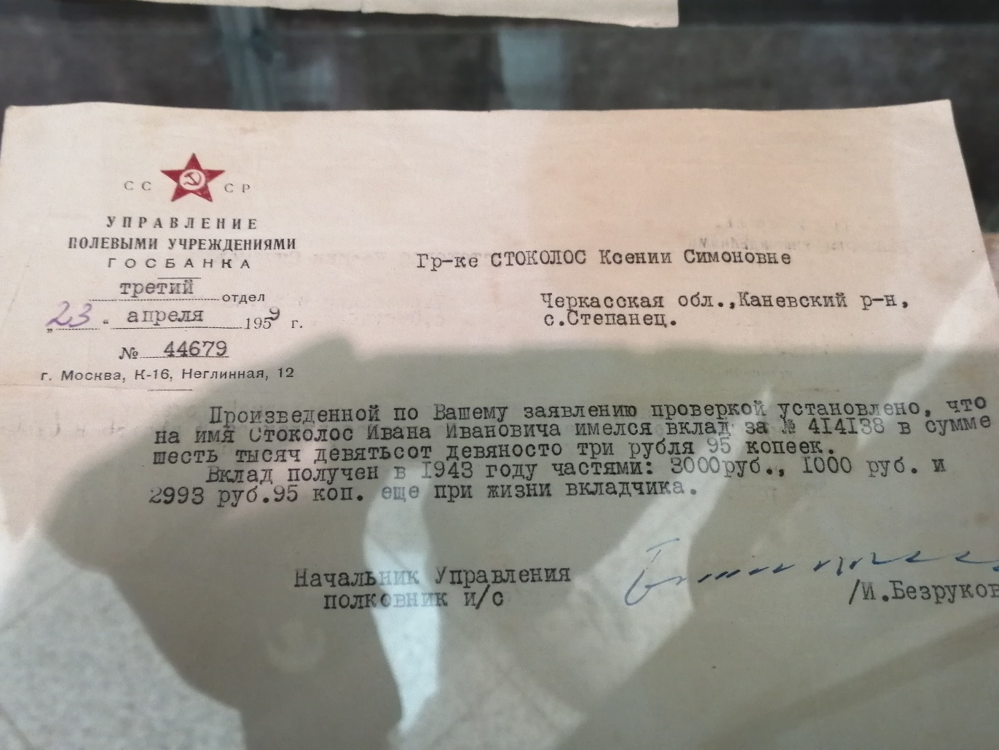 СС СР
УПРАВЛЕНИЕ
ПОЛЕВЫМИ УЧРЕЖДЕНИЯМИ
ГОСБАНКА
третий отдел
„23“ апреля 1959 г.
№ 44679
г. Москва, К-16, Неглинная, 12
Гр-ке СТОКОЛОС Ксении Симоновне
Черкасская обл.,Каневский р-н,
с.Степанец.
Произведенной по Вашему заявлению проверкой установлено, что
на имя Стоколос Ивана Ивановича имелся вклад за № 414138 в сумме
шесть тысяч девятьсот девяносто три рубля 95 копеек.
Вклад получен в 1943 году частями: 3000руб., 1000 руб. и
2993 руб.95 коп. еще при жизни вкладчика.
Начальник Управления
полковник и/с
/И.Безруков